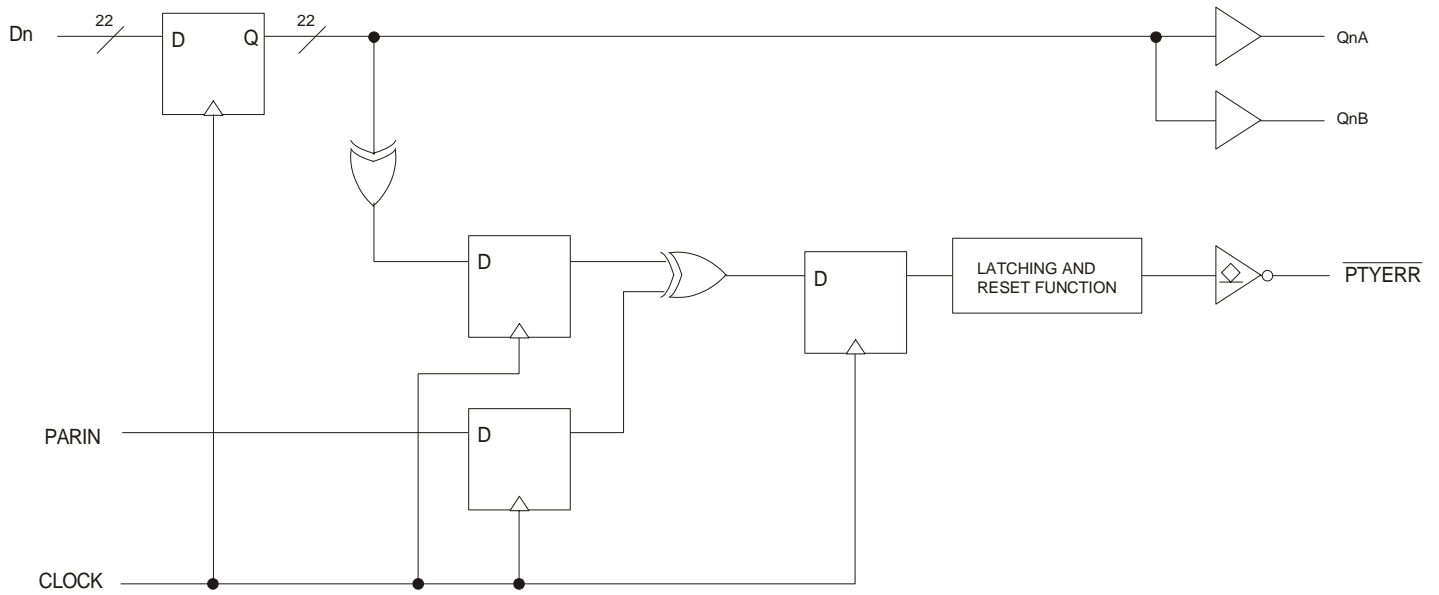 Dn
22
D
Q
22
QnA
QnB
D
D
LATCHING AND
RESET FUNCTION
PTYERR
PARIN
D
CLOCK